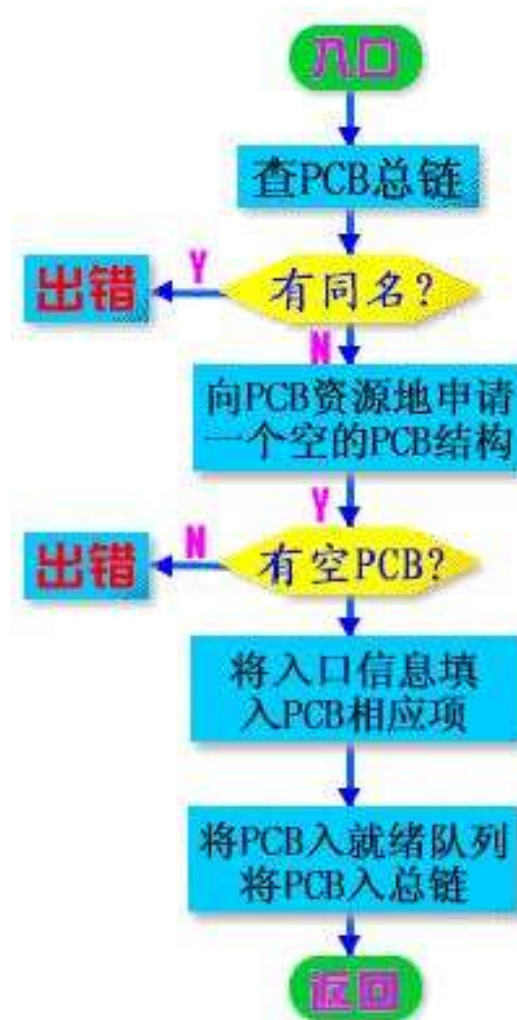 入口
查PCB总链
Y
出错
有同名?
N
向PCB资源地申请
一个空的PCB结构
Y
N
出错
有空PCB?
将入口信息填
入PCB相应项
将PCB入就绪队列
将PCB入总链
返回